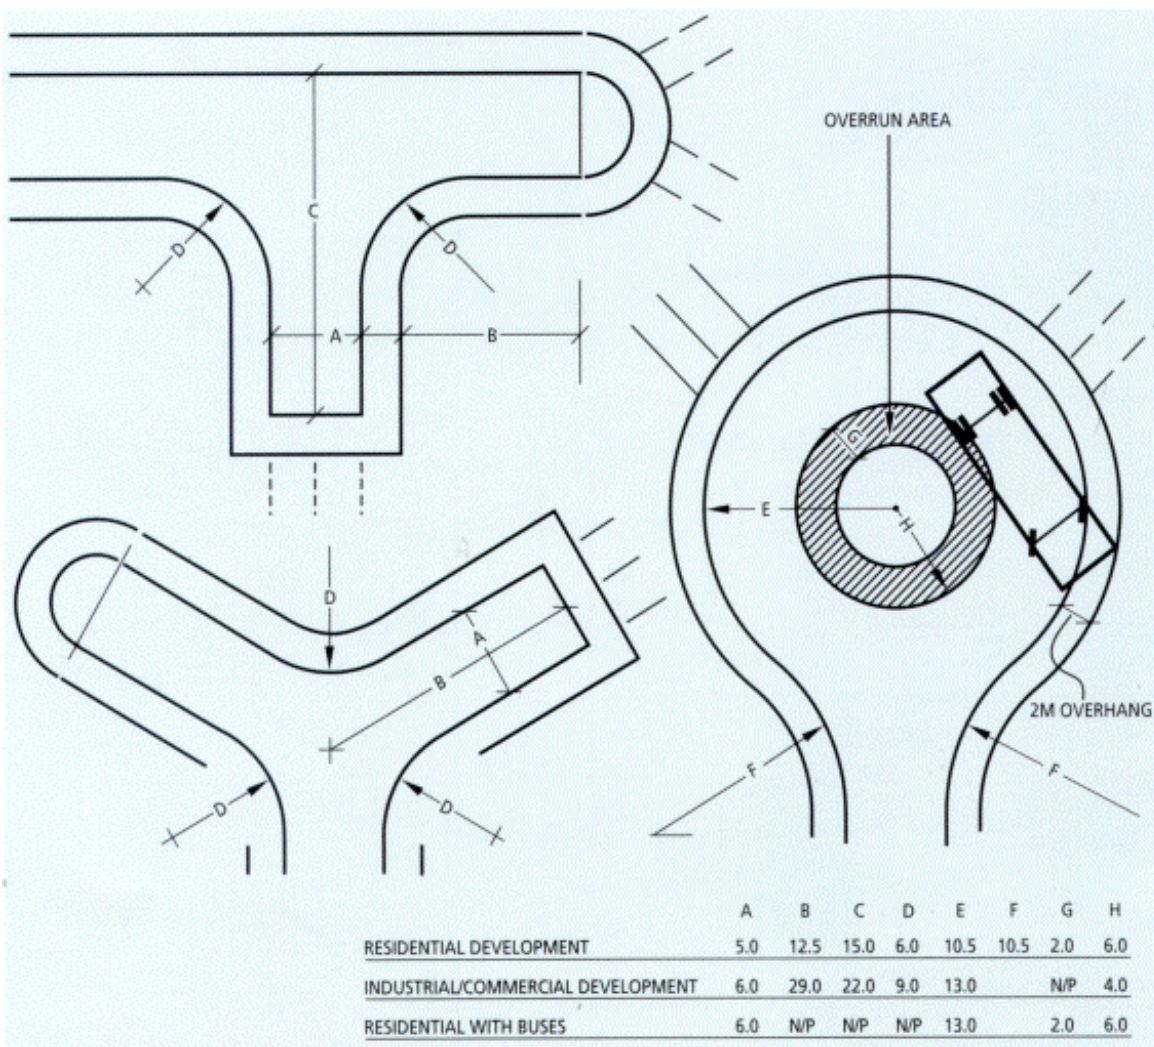 OVERRUN AREA
C
D
D
A
B
G
E
H
D
A
B
2M OVERHANG
F
F
D
D
A B C D E F G H
RESIDENTIAL DEVELOPMENT 5.0 12.5 15.0 6.0 10.5 10.5 2.0 6.0
INDUSTRIAL/COMMERCIAL DEVELOPMENT 6.0 29.0 22.0 9.0 13.0 N/P 4.0
RESIDENTIAL WITH BUSES 6.0 N/P N/P N/P 13.0 2.0 6.0